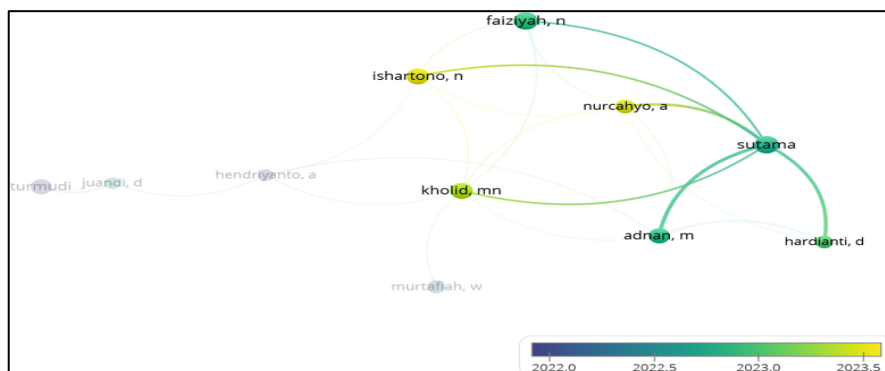 faiziyah, n
ishartono, n
nurcahyo, a
sutama
hendriyanto, a
juandi, d
turmudi
kholid, mn
adnan, m
hardianti, d
murtafiah, w
2022.0 2022.5 2023.0 2023.5